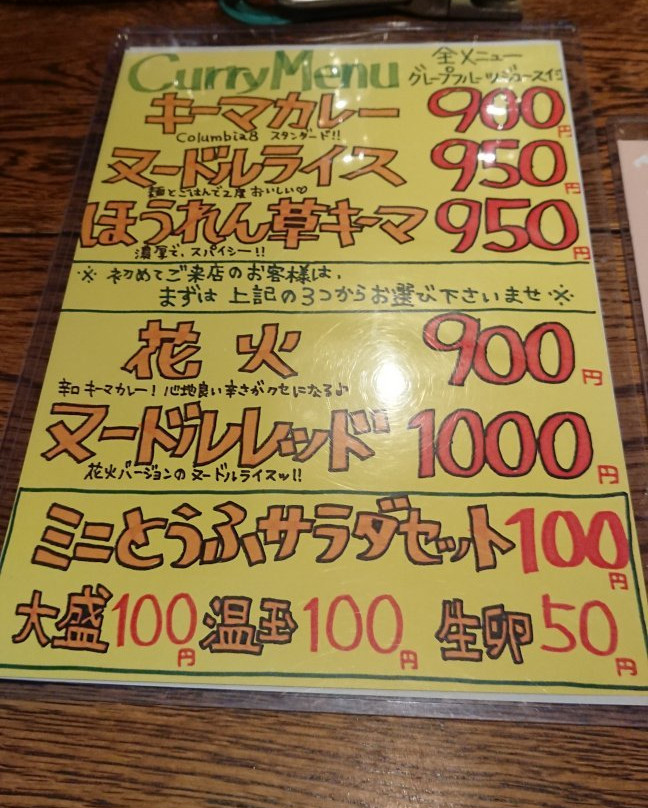 Curry Menu
全メニュー
グレープフルーツジュース付
キーマカレー 900円
Columbia8 スタンダード!!
ヌードルライス 950円
麺とごはんで2度おいしい♡
ほうれん草キーマ 950円
濃厚で、スパイシー!!
※ 初めてご来店のお客様は、
まずは 上記の3つからお選び下さいませ ※
花火 900円
辛口キーマカレー! 心地良い辛さがクセになる♪
ヌードルレッド 1000円
花火バージョンのヌードルライスッ!!
ミニとうふサラダセット 100円
大盛 100円 温玉 100円 生卵 50円